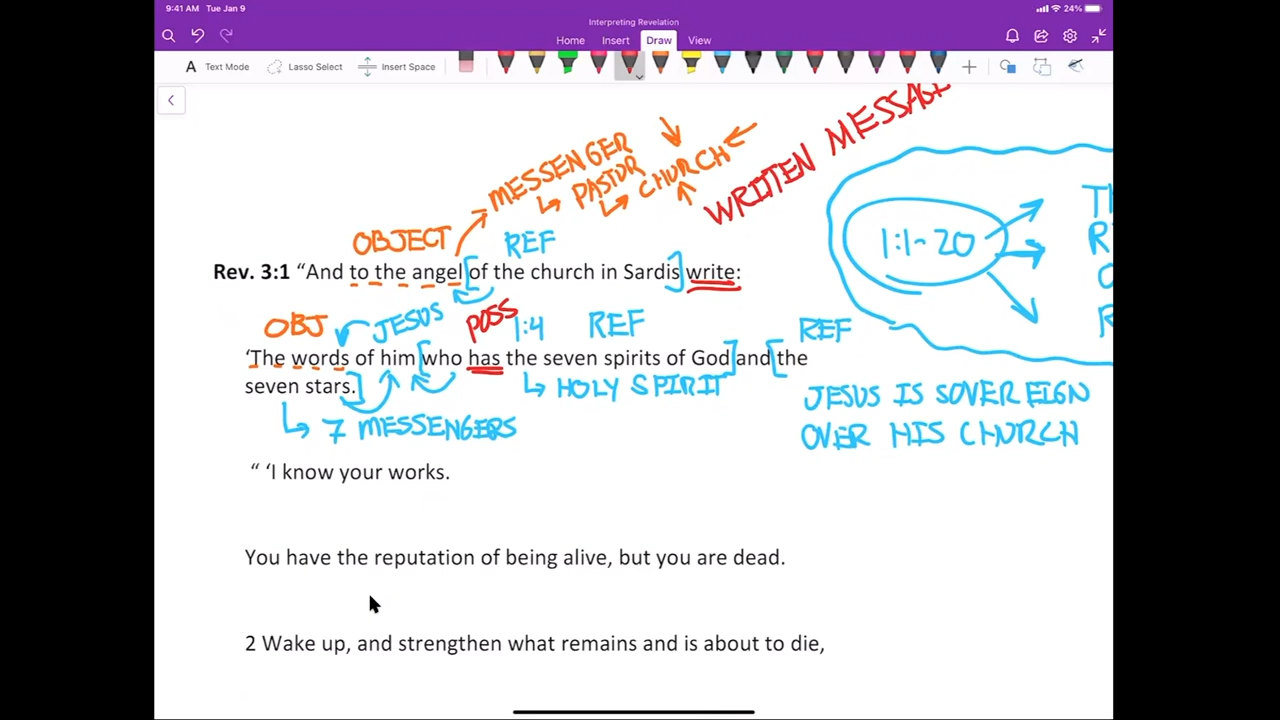 9:41 AM Tue Jan 9
24%
Interpreting Revelation
Home Insert Draw View
A Text Mode Lasso Select Insert Space
WRITTEN MESSAGE
MESSENGER
↳ PASTOR
↳ CHURCH
OBJECT
REF
1:1-20
Rev. 3:1 “And to the angel [of the church in Sardis] write:
OBJ JESUS POSS 1:4 REF REF
‘The words of him [who has the seven spirits of God] and [the
seven stars.]
↳ HOLY SPIRIT
↳ 7 MESSENGERS
JESUS IS SOVEREIGN
OVER HIS CHURCH
“ ‘I know your works.
You have the reputation of being alive, but you are dead.
2 Wake up, and strengthen what remains and is about to die,